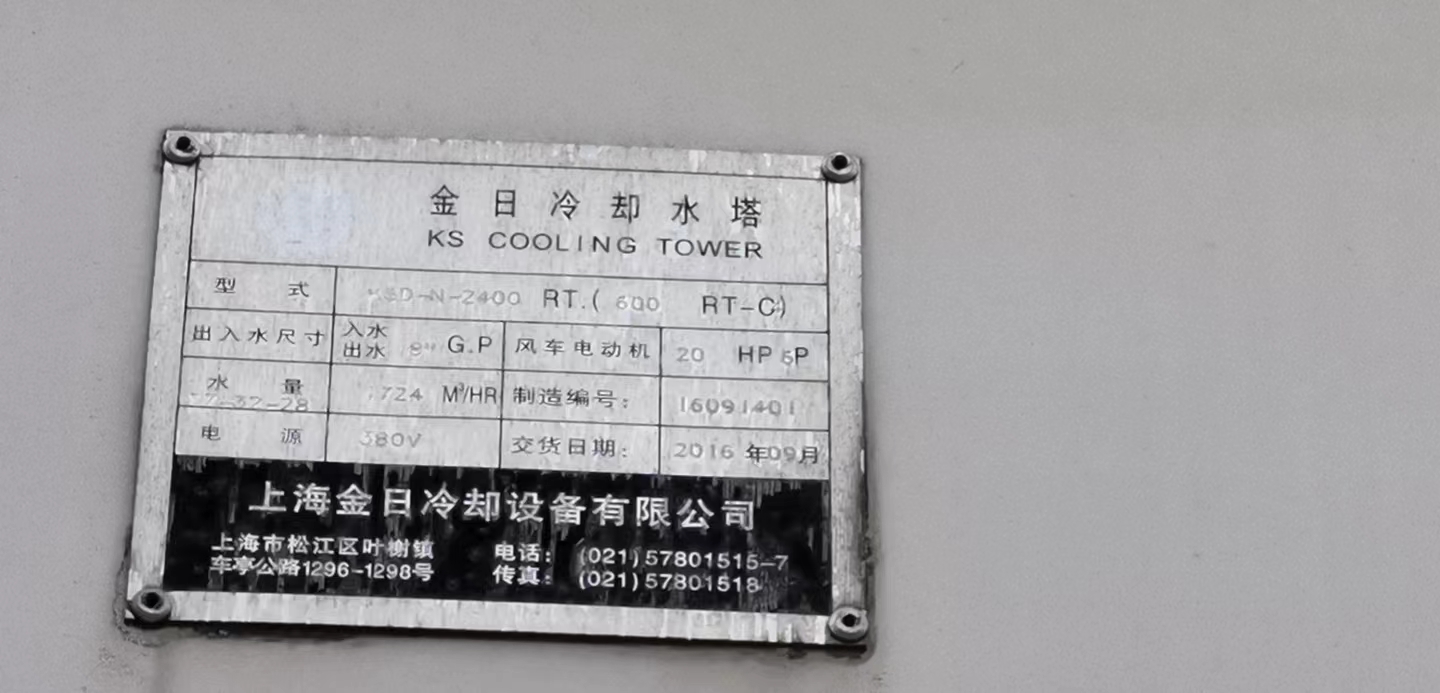 金日冷却水塔
KS COOLING TOWER
型式 KSD-N-2400 RT.( 600 RT-C)
出入水尺寸 入水 出水 8" G.P 风车电动机 20 HP 6P
水量 724 M³/HR 制造编号: 16091401
37-32-28
电源 380V 交货日期: 2016 年09月
上海金日冷却设备有限公司
上海市松江区叶榭镇 电话: (021)57801515-7
车亭公路1296-1298号 传真: (021)57801518